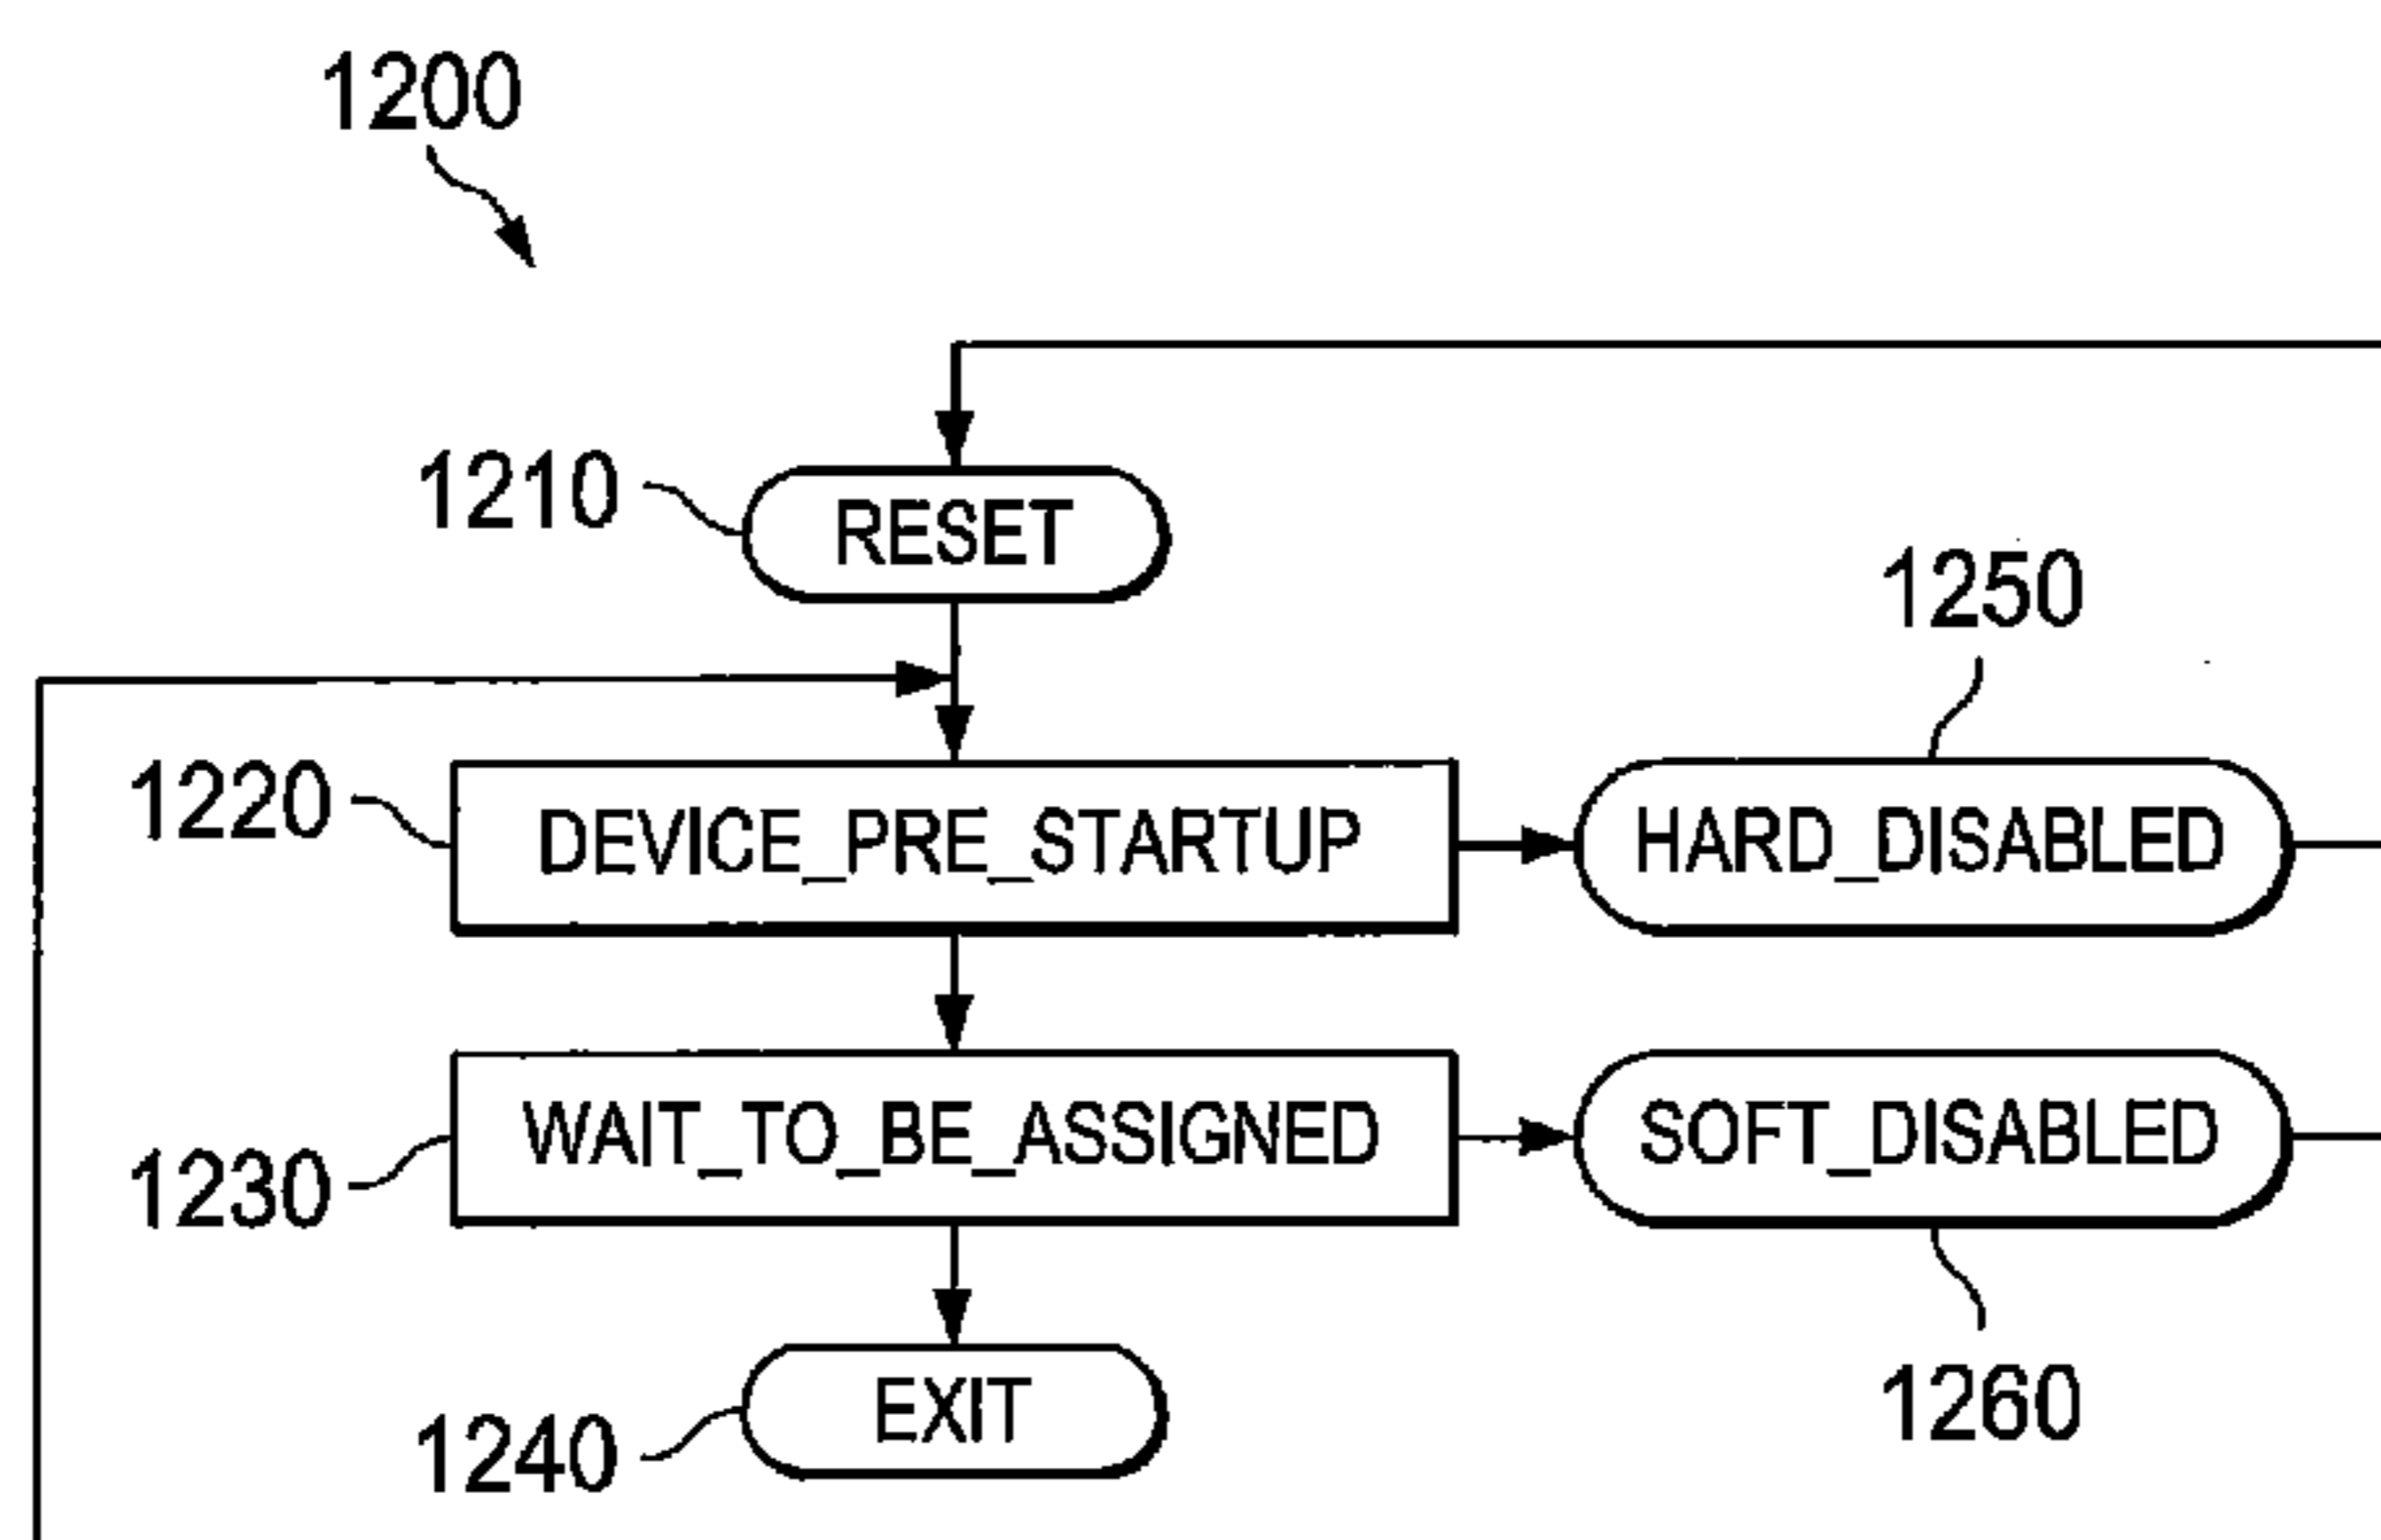 1200
1210
RESET
1250
1220
DEVICE_PRE_STARTUP
HARD_DISABLED
1230
WAIT_TO_BE_ASSIGNED
SOFT_DISABLED
1240
EXIT
1260